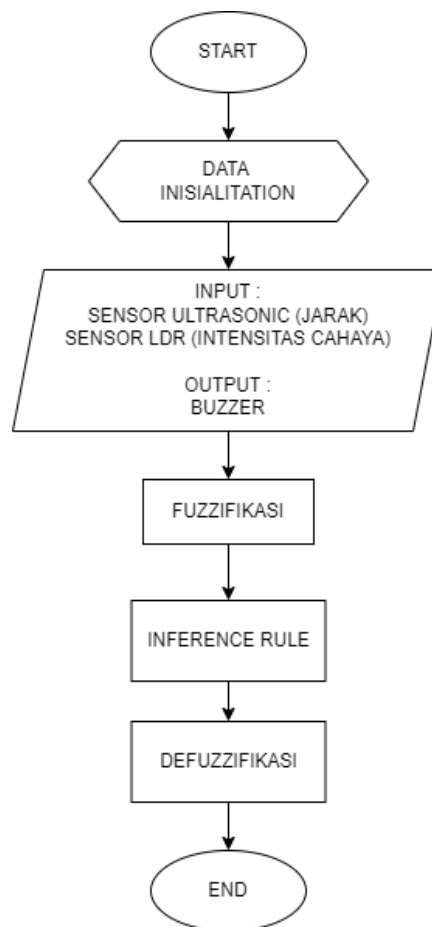 START
DATA
INISIALITATION
INPUT :
SENSOR ULTRASONIC (JARAK)
SENSOR LDR (INTENSITAS CAHAYA)
OUTPUT :
BUZZER
FUZZIFIKASI
INFERENCE RULE
DEFUZZIFIKASI
END